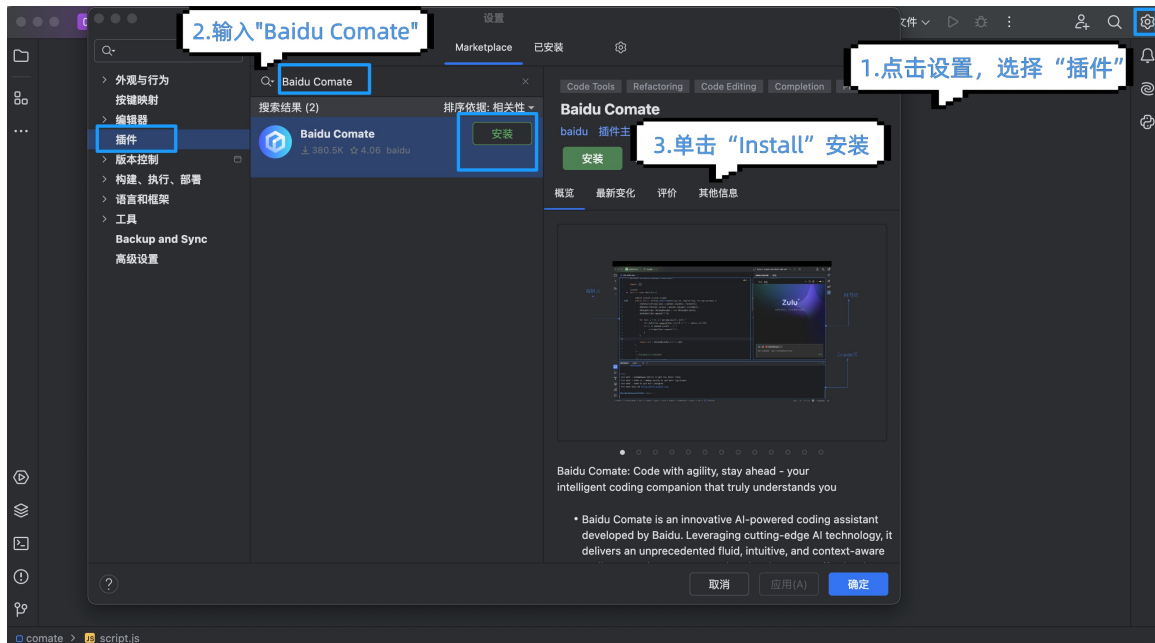 设置
文件
2.输入"Baidu Comate"
1.点击设置，选择“插件”
3.单击“Install”安装
Marketplace
已安装
外观与行为
按键映射
编辑器
插件
版本控制
构建、执行、部署
语言和框架
工具
Backup and Sync
高级设置
Baidu Comate
搜索结果 (2)
排序依据: 相关性
Baidu Comate
380.5K 4.06 baidu
安装
Code Tools Refactoring Code Editing Completion
Baidu Comate
baidu 插件主
安装
概览 最新变化 评价 其他信息
Zulu
Baidu Comate: Code with agility, stay ahead - your
intelligent coding companion that truly understands you
• Baidu Comate is an innovative AI-powered coding assistant
developed by Baidu. Leveraging cutting-edge AI technology, it
delivers an unprecedented fluid, intuitive, and context-aware
?
取消
应用(A)
确定
comate > JS script.js